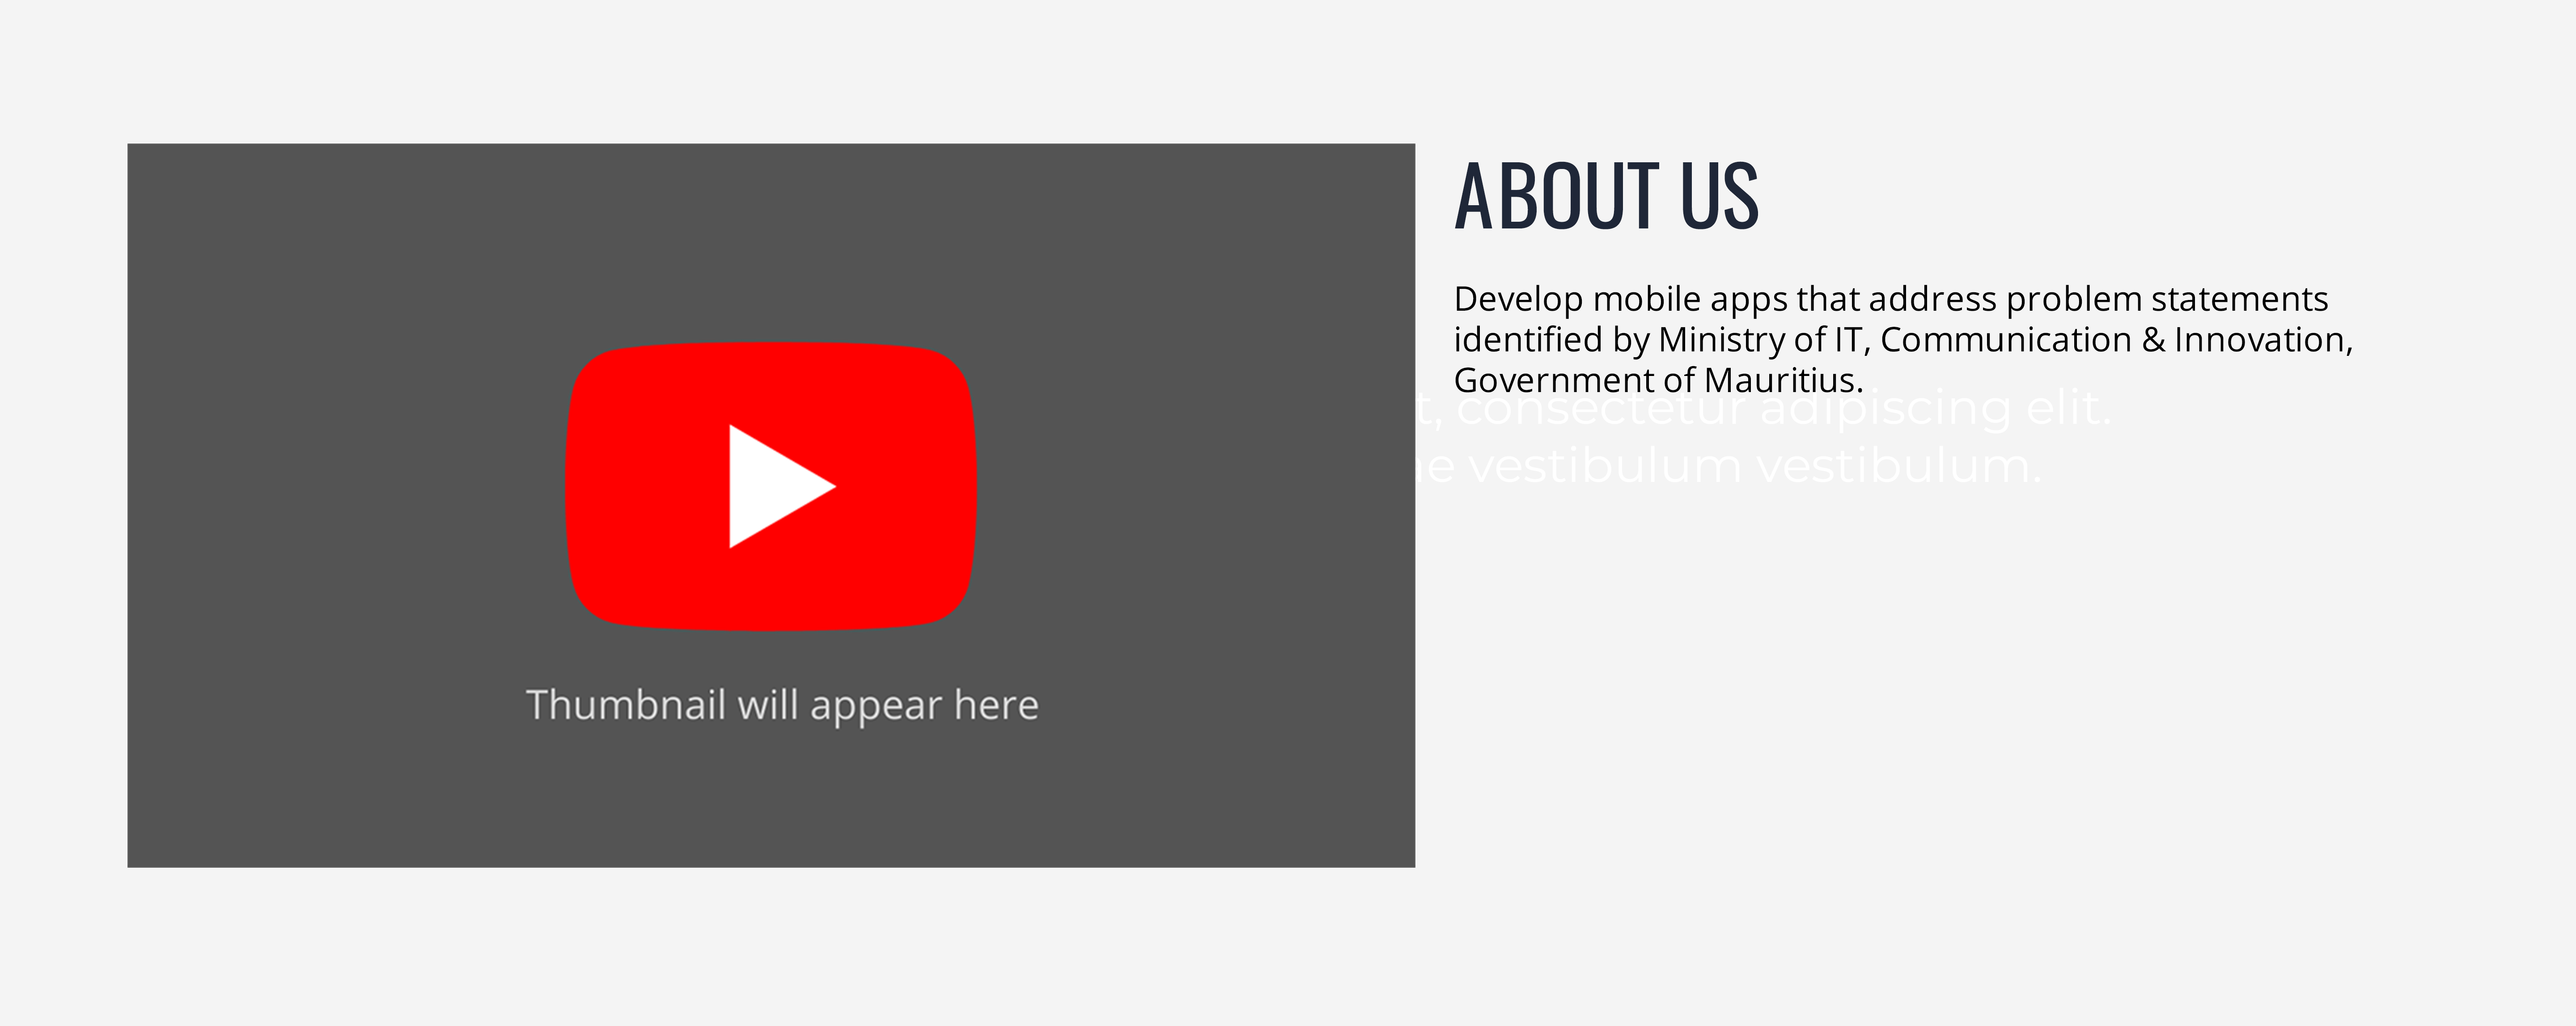 ABOUT US
Develop mobile apps that address problem statements
identified by Ministry of IT, Communication & Innovation,
Government of Mauritius.
consectetur adipiscing elit.
vestibulum vestibulum.
Thumbnail will appear here